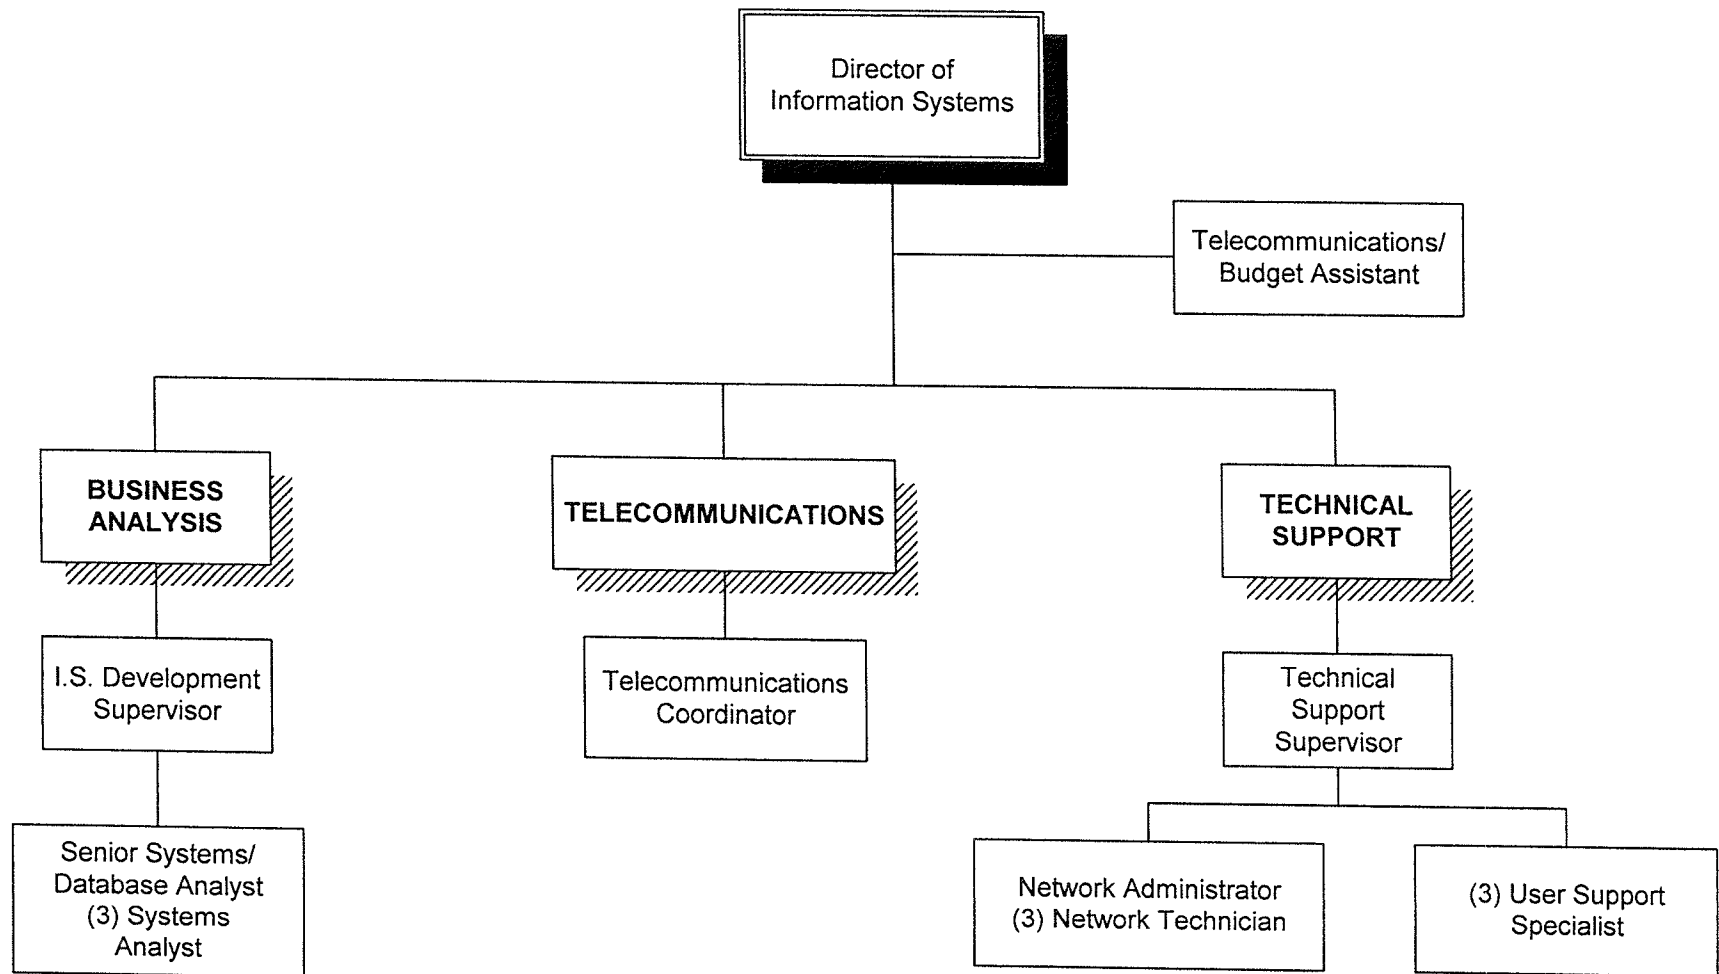 Director of
Information Systems
Telecommunications/
Budget Assistant
BUSINESS
ANALYSIS
TELECOMMUNICATIONS
TECHNICAL
SUPPORT
I.S. Development
Supervisor
Telecommunications
Coordinator
Technical
Support
Supervisor
Senior Systems/
Database Analyst
(3) Systems
Analyst
Network Administrator
(3) Network Technician
(3) User Support
Specialist